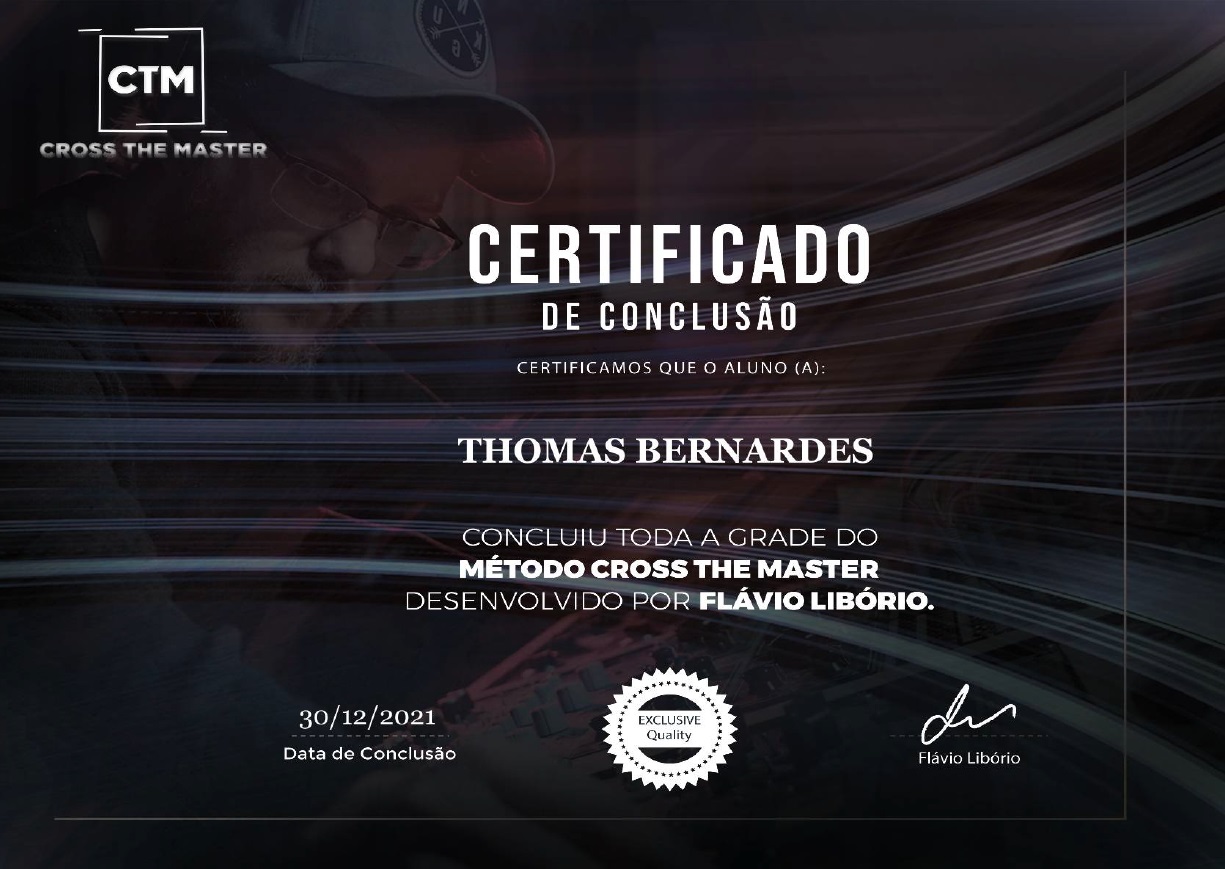 CTM
CROSS THE MASTER
CERTIFICADO
DE CONCLUSÃO
CERTIFICAMOS QUE O ALUNO (A):
THOMAS BERNARDES
CONCLUIU TODA A GRADE DO
MÉTODO CROSS THE MASTER
DESENVOLVIDO POR FLÁVIO LIBÓRIO.
30/12/2021
Data de Conclusão
EXCLUSIVE
Quality
Flávio Libório